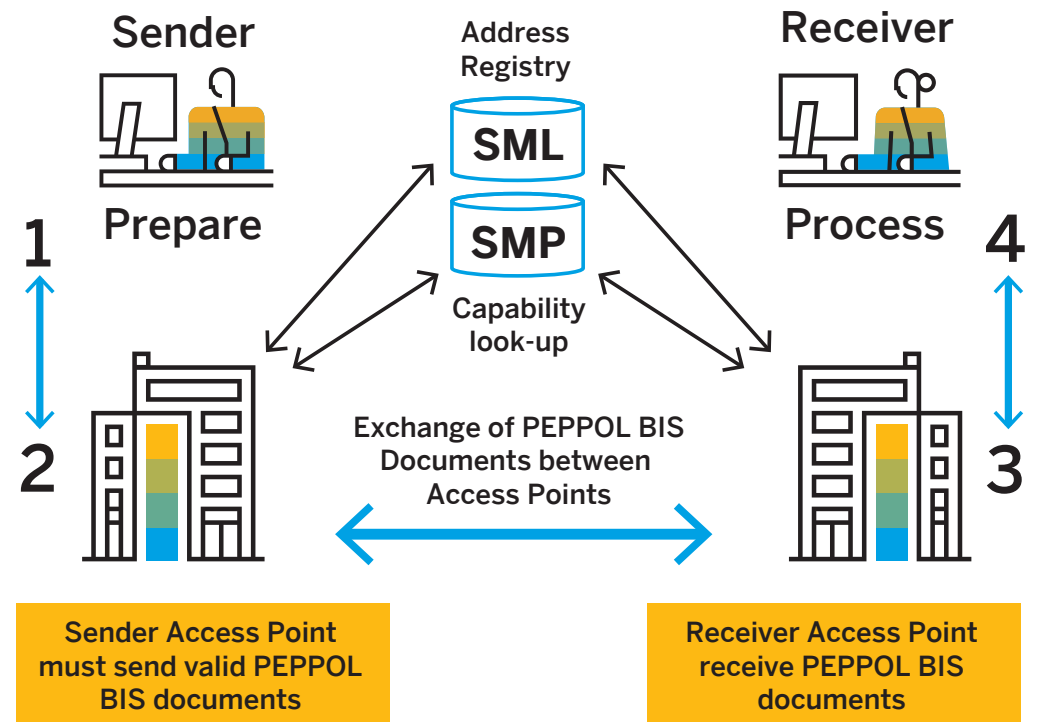 Sender
Prepare
1
2
Address
Registry
SML
SMP
Capability
look-up
Receiver
Process
4
3
Exchange of PEPPOL BIS
Documents between
Access Points
Sender Access Point
must send valid PEPPOL
BIS documents
Receiver Access Point
receive PEPPOL BIS
documents